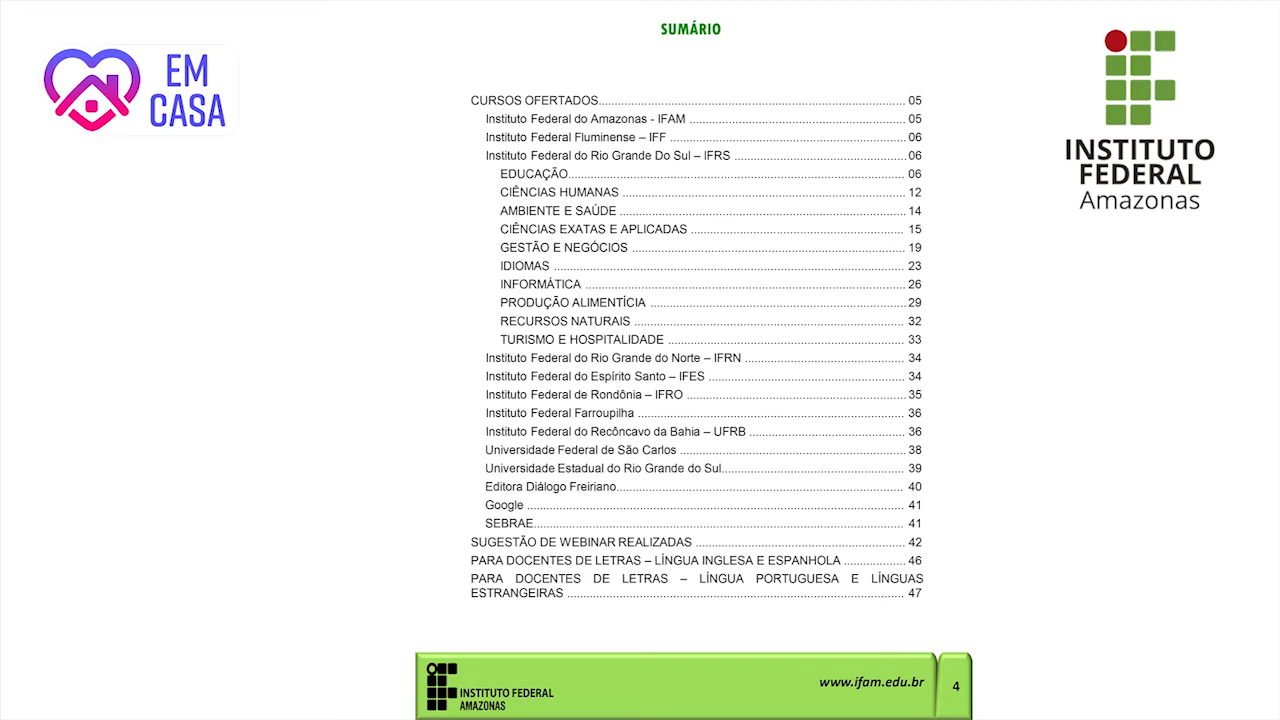 SUMÁRIO
EM
CASA
INSTITUTO
FEDERAL
Amazonas
CURSOS OFERTADOS 05
Instituto Federal do Amazonas - IFAM 05
Instituto Federal Fluminense – IFF 06
Instituto Federal do Rio Grande Do Sul – IFRS 06
EDUCAÇÃO 06
CIÊNCIAS HUMANAS 12
AMBIENTE E SAÚDE 14
CIÊNCIAS EXATAS E APLICADAS 15
GESTÃO E NEGÓCIOS 19
IDIOMAS 23
INFORMÁTICA 26
PRODUÇÃO ALIMENTÍCIA 29
RECURSOS NATURAIS 32
TURISMO E HOSPITALIDADE 33
Instituto Federal do Rio Grande do Norte – IFRN 34
Instituto Federal do Espírito Santo – IFES 34
Instituto Federal de Rondônia – IFRO 35
Instituto Federal Farroupilha 36
Instituto Federal do Recôncavo da Bahia – UFRB 36
Universidade Federal de São Carlos 38
Universidade Estadual do Rio Grande do Sul 39
Editora Diálogo Freiriano 40
Google 41
SEBRAE 41
SUGESTÃO DE WEBINAR REALIZADAS 42
PARA DOCENTES DE LETRAS – LÍNGUA INGLESA E ESPANHOLA 46
PARA DOCENTES DE LETRAS – LÍNGUA PORTUGUESA E LÍNGUAS
ESTRANGEIRAS 47
INSTITUTO FEDERAL
AMAZONAS
www.ifam.edu.br
4